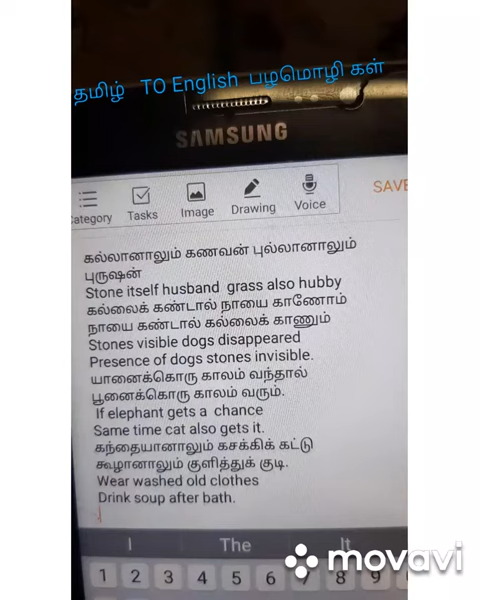 தமிழ் TO English பழமொழி கள்
SAMSUNG
ategory Tasks Image Drawing Voice SAVE
கல்லானாலும் கணவன் புல்லானாலும்
புருஷன்
Stone itself husband grass also hubby
கல்லைக் கண்டால் நாயை காணோம்
நாயை கண்டால் கல்லைக் காணும்
Stones visible dogs disappeared
Presence of dogs stones invisible.
யானைக்கொரு காலம் வந்தால்
பூனைக்கொரு காலம் வரும்.
If elephant gets a chance
Same time cat also gets it.
கந்தையானாலும் கசக்கிக் கட்டு
கூழானாலும் குளித்துக் குடி.
Wear washed old clothes
Drink soup after bath.
I The It
1 2 3 4 5 6 7 8 9
movavi